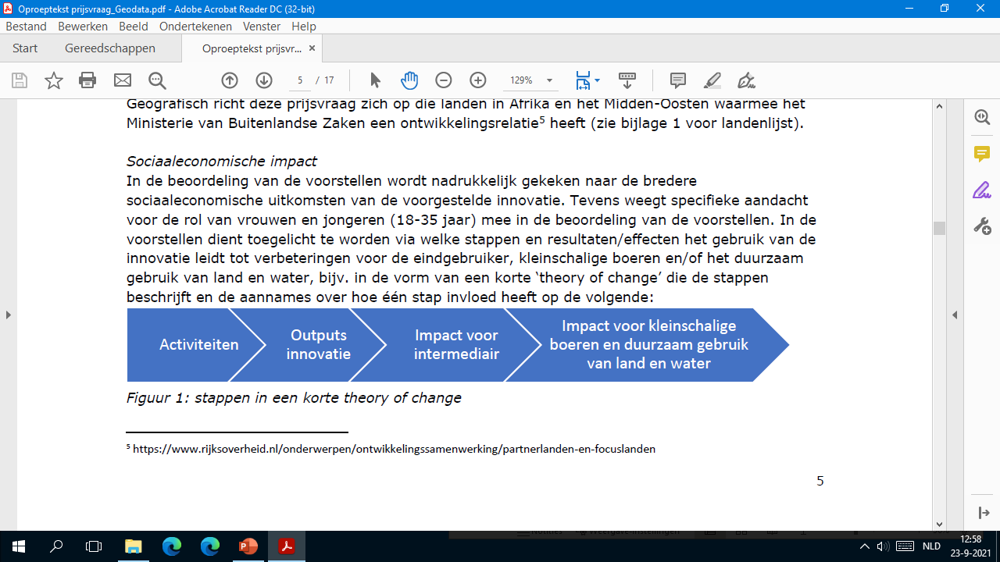 Oproeptekst prijsvraag_Geodata.pdf - Adobe Acrobat Reader DC (32-bit)
Bestand Bewerken Beeld Ondertekenen Venster Help
Start Gereedschappen Oproeptekst prijsvr... ×
5 / 17 129%
Geografisch richt deze prijsvraag zich op die landen in Afrika en het Midden-Oosten waarmee het
Ministerie van Buitenlandse Zaken een ontwikkelingsrelatie⁵ heeft (zie bijlage 1 voor landenlijst).
Sociaaleconomische impact
In de beoordeling van de voorstellen wordt nadrukkelijk gekeken naar de bredere
sociaaleconomische uitkomsten van de voorgestelde innovatie. Tevens weegt specifieke aandacht
voor de rol van vrouwen en jongeren (18-35 jaar) mee in de beoordeling van de voorstellen. In de
voorstellen dient toegelicht te worden via welke stappen en resultaten/effecten het gebruik van de
innovatie leidt tot verbeteringen voor de eindgebruiker, kleinschalige boeren en/of het duurzaam
gebruik van land en water, bijv. in de vorm van een korte ‘theory of change’ die de stappen
beschrijft en de aannames over hoe één stap invloed heeft op de volgende:
Activiteiten
Outputs
innovatie
Impact voor
intermediair
Impact voor kleinschalige
boeren en duurzaam gebruik
van land en water
Figuur 1: stappen in een korte theory of change
⁵ https://www.rijksoverheid.nl/onderwerpen/ontwikkelingssamenwerking/partnerlanden-en-focuslanden
5
NLD
12:58
23-9-2021